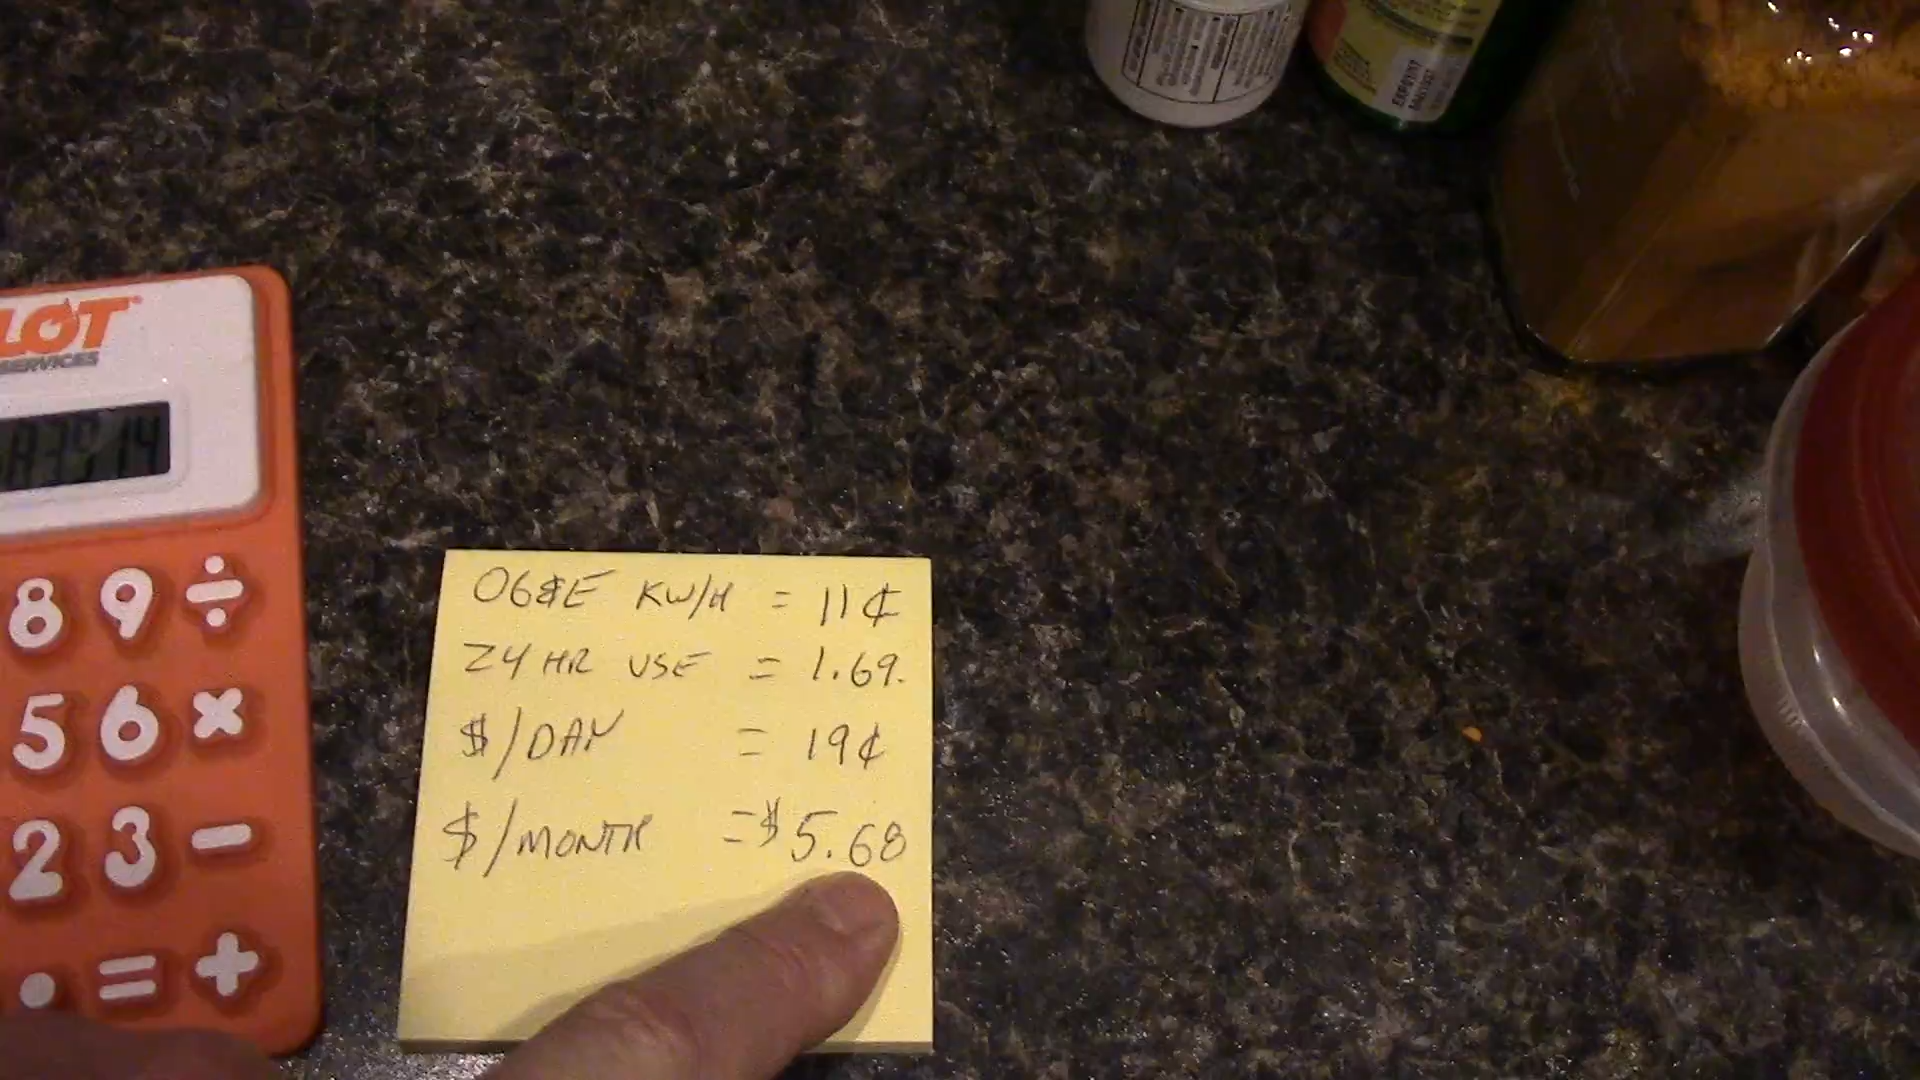 LOT
SERVICES
8 9 ÷
5 6 ×
2 3 −
. = +
OG&E KW/H = 11¢
24 HR USE = 1.69.
$/DAY = 19¢
$/MONTH = $5.68